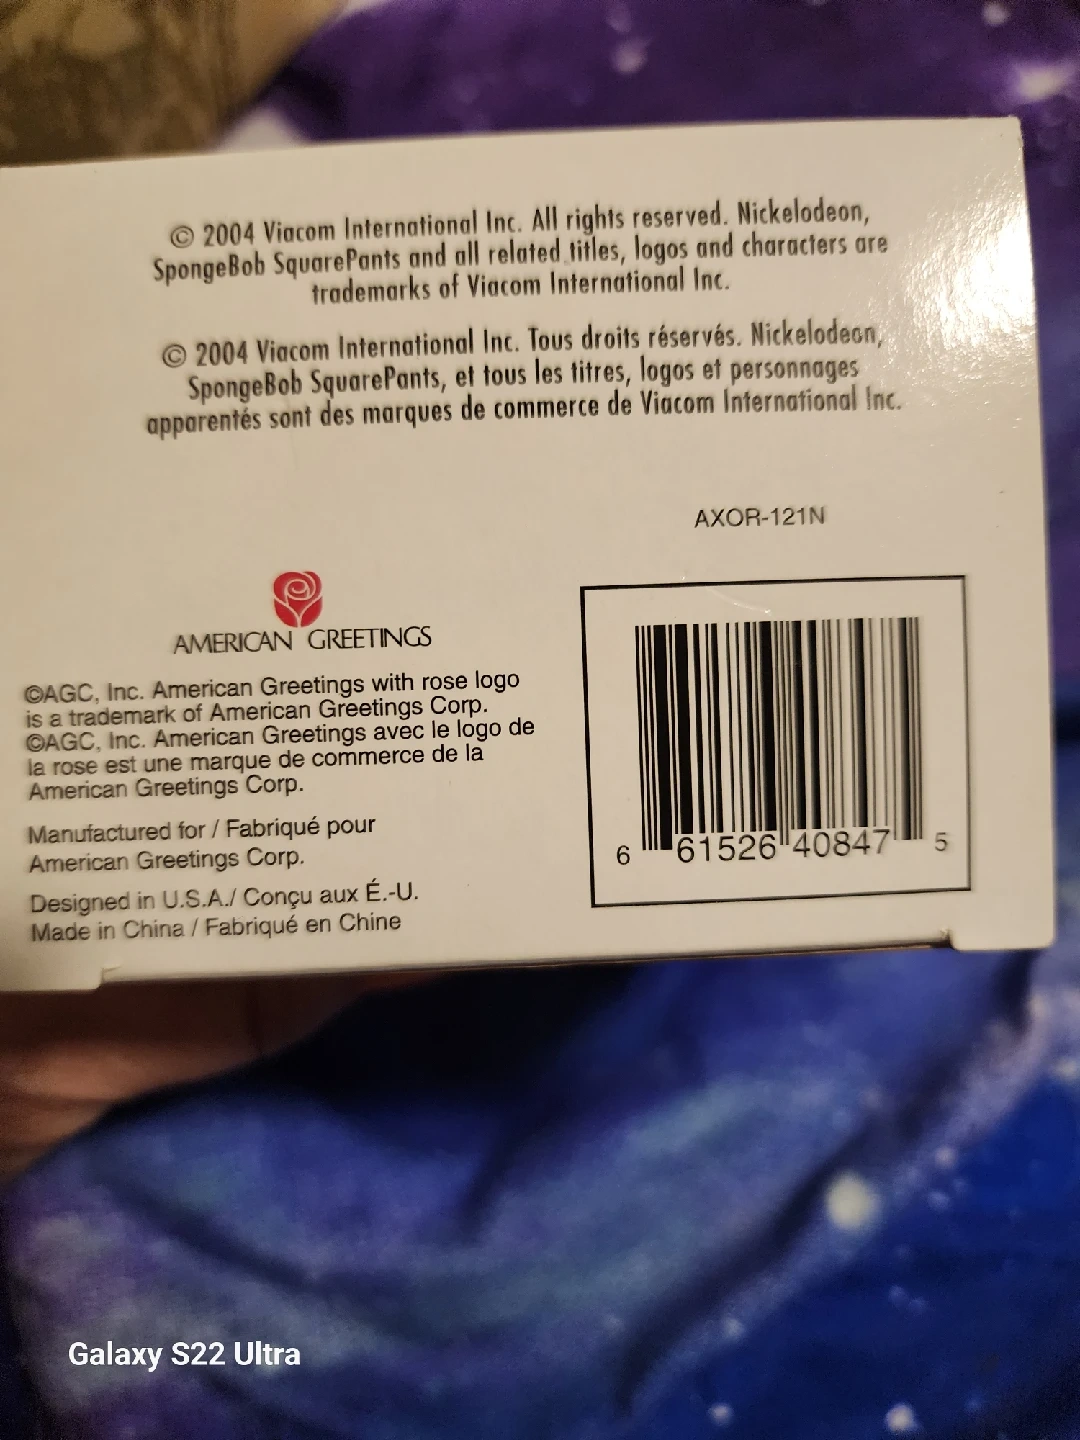 © 2004 Viacom International Inc. All rights reserved. Nickelodeon,
SpongeBob SquarePants and all related titles, logos and characters are
trademarks of Viacom International Inc.
© 2004 Viacom International Inc. Tous droits réservés. Nickelodeon,
SpongeBob SquarePants, et tous les titres, logos et personnages
apparentés sont des marques de commerce de Viacom International Inc.
AXOR-121N
AMERICAN GREETINGS
©AGC, Inc. American Greetings with rose logo
is a trademark of American Greetings Corp.
©AGC, Inc. American Greetings avec le logo de
la rose est une marque de commerce de la
American Greetings Corp.
Manufactured for / Fabriqué pour
American Greetings Corp.
Designed in U.S.A./ Conçu aux É.-U.
Made in China / Fabriqué en Chine
6 61526 40847 5
Galaxy S22 Ultra